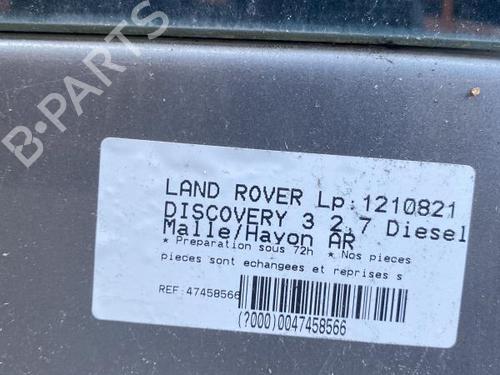 B-PARTS
LAND ROVER Lp:1210821
DISCOVERY 3 2,7 Diesel
Malle/Hayon AR
* Preparation sous 72h * Nos pieces
pieces sont echangees et reprises s
REF:47458566
(?000)0047458566